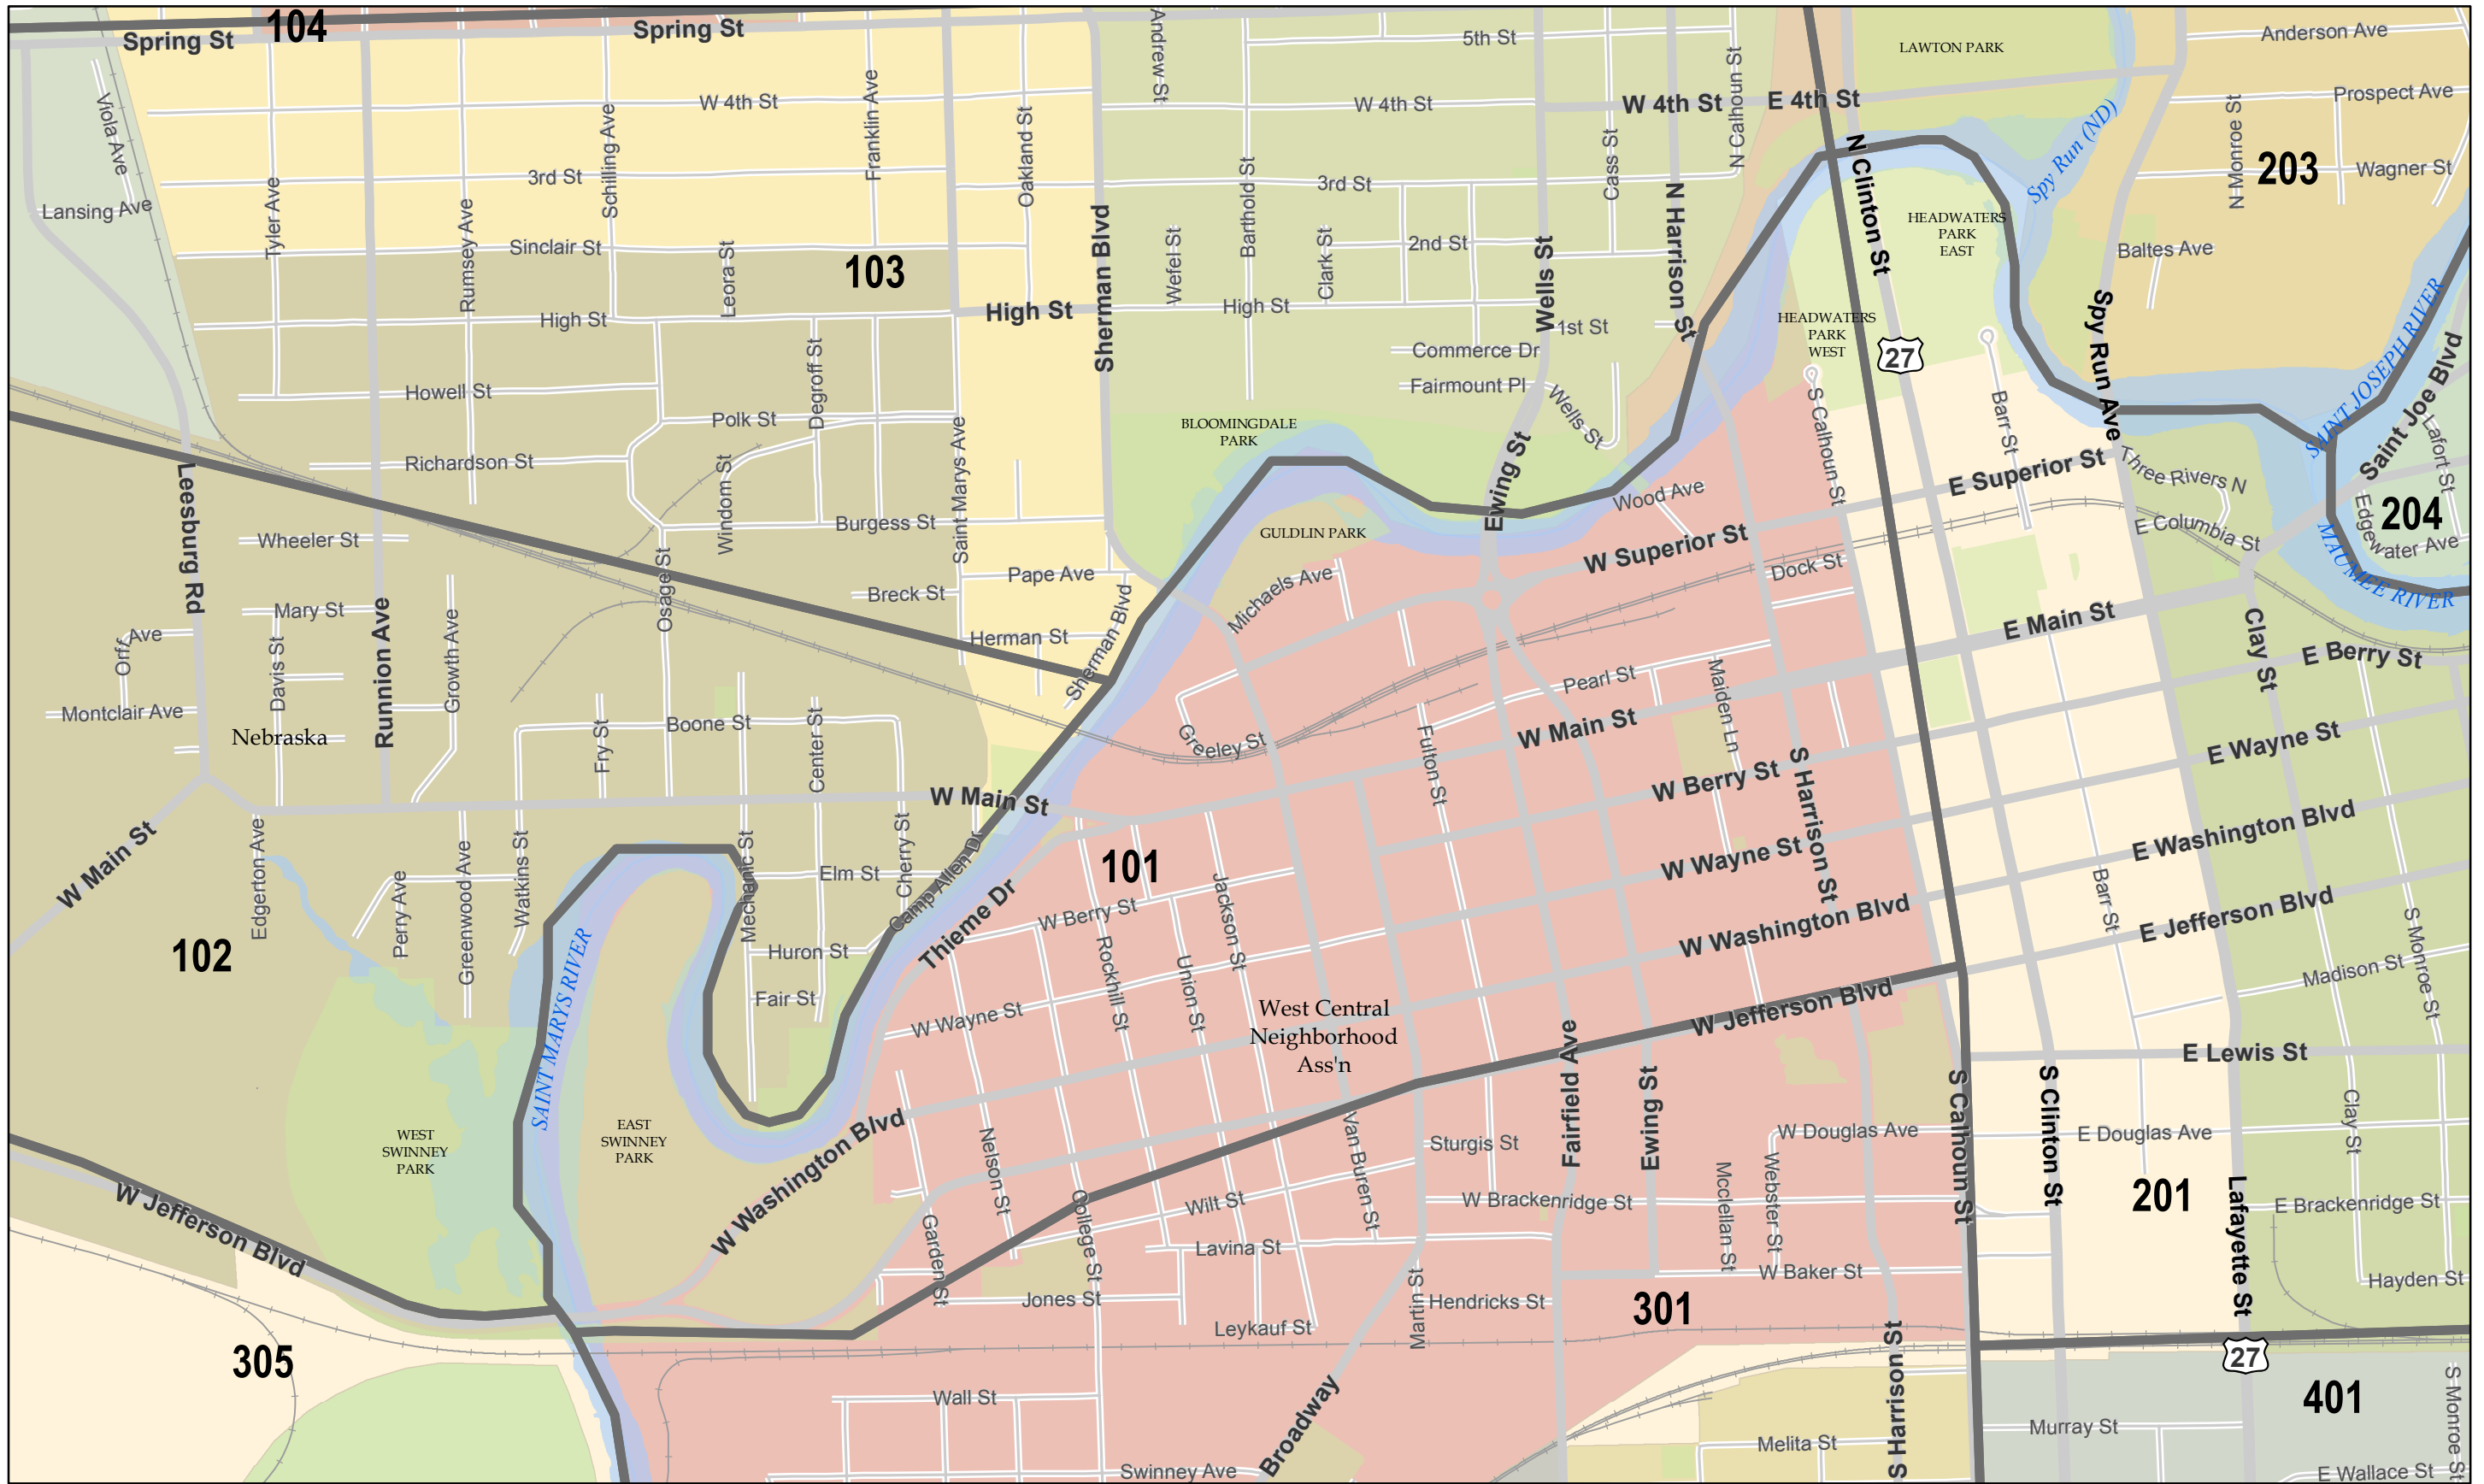 104
Spring St
Spring St
Andrew St
5th St
LAWTON PARK
Anderson Ave
Viola Ave
W 4th St
Franklin Ave
Schilling Ave
Oakland St
W 4th St
W 4th St
E 4th St
N Calhoun St
Cass St
Spy Run (ND)
Prospect Ave
N Monroe St
203
Wagner St
Lansing Ave
Tyler Ave
3rd St
Rumsey Ave
Sinclair St
Leora St
103
Sherman Blvd
Barthold St
3rd St
Wefel St
Clark St
2nd St
Wells St
N Harrison St
N Clinton St
HEADWATERS
PARK
EAST
Baltes Ave
High St
High St
High St
1st St
HEADWATERS
PARK
WEST
27
Spy Run Ave
SAINT JOSEPH RIVER
Saint Joe Blvd
Commerce Dr
Fairmount Pl
Wells St
Howell St
Degroff St
Polk St
Saint Marys Ave
BLOOMINGDALE
PARK
Ewing St
S Calhoun St
Barr St
Lafort St
Richardson St
Leesburg Rd
Windom St
Burgess St
Wheeler St
GULDLIN PARK
Wood Ave
W Superior St
E Superior St
Three Rivers N
E Columbia St
204
Edgewater Ave
MAUMEE RIVER
Osage St
Pape Ave
Breck St
Michaels Ave
Dock St
Mary St
Orff Ave
Davis St
Runnion Ave
Growth Ave
Herman St
Sherman Blvd
E Main St
Clay St
E Berry St
Montclair Ave
Nebraska
Fry St
Boone St
Center St
Greeley St
Fulton St
Pearl St
W Main St
Maiden Ln
E Wayne St
W Main St
W Main St
Edgerton Ave
Perry Ave
Greenwood Ave
Watkins St
Mechanic St
Elm St
Cherry St
Camp Allen Dr
101
Thieme Dr
W Berry St
W Berry St
S Harrison St
W Wayne St
E Washington Blvd
Barr St
E Jefferson Blvd
W Washington Blvd
Jackson St
Rockhill St
Union St
102
SAINT MARYS RIVER
Huron St
Fair St
W Wayne St
West Central
Neighborhood
Ass'n
W Jefferson Blvd
Madison St
S Monroe St
E Lewis St
Fairfield Ave
Ewing St
S Calhoun St
S Clinton St
Clay St
WEST
SWINNEY
PARK
EAST
SWINNEY
PARK
W Washington Blvd
Nelson St
Van Buren St
Sturgis St
W Douglas Ave
E Douglas Ave
W Jefferson Blvd
Garden St
College St
Wilt St
W Brackenridge St
Mcclellan St
Webster St
201
Lafayette St
E Brackenridge St
Lavina St
W Baker St
Hayden St
Jones St
Leykauf St
Martin St
Hendricks St
301
305
S Harrison St
27
Wall St
Broadway
401
S Monroe St
Murray St
Melita St
Swinney Ave
E Wallace St